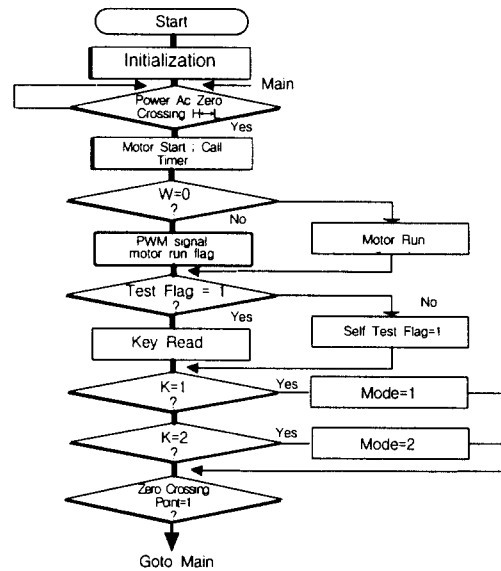 Start
Initialization
Main
Power Ac Zero
Crossing H
Yes
Motor Start ; Call
Timer
W=0
?
No
PWM signal
motor run flag
Motor Run
Test Flag = 1
?
Yes
No
Key Read
Self Test Flag=1
K=1
?
Yes
Mode=1
K=2
?
Yes
Mode=2
Zero Crossing
Point=1
?
Goto Main